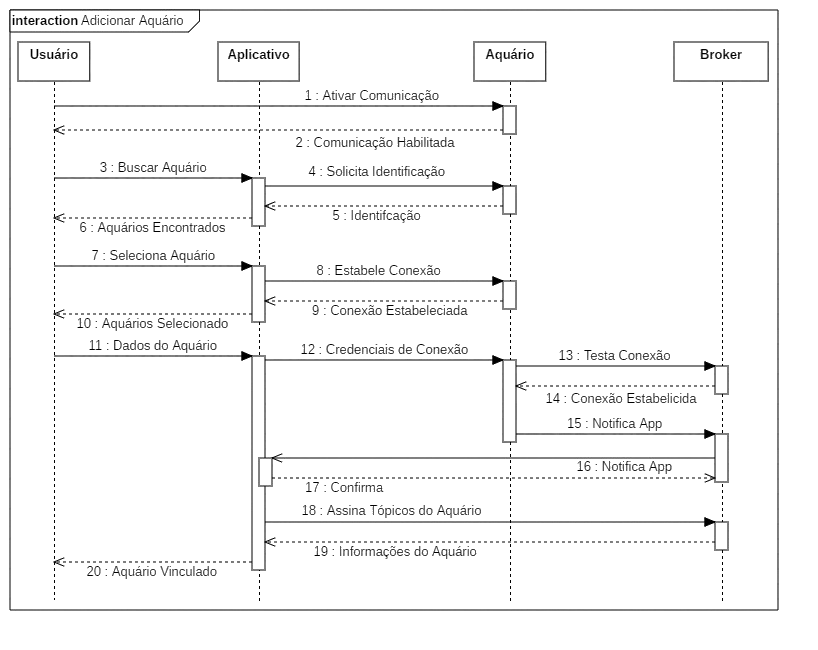 interaction Adicionar Aquário
Usuário
Aplicativo
Aquário
Broker
1 : Ativar Comunicação
2 : Comunicação Habilitada
3 : Buscar Aquário
4 : Solicita Identificação
5 : Identifcação
6 : Aquários Encontrados
7 : Seleciona Aquário
8 : Estabele Conexão
9 : Conexão Estabeleciada
10 : Aquários Selecionado
11 : Dados do Aquário
12 : Credenciais de Conexão
13 : Testa Conexão
14 : Conexão Estabelicida
15 : Notifica App
16 : Notifica App
17 : Confirma
18 : Assina Tópicos do Aquário
19 : Informações do Aquário
20 : Aquário Vinculado